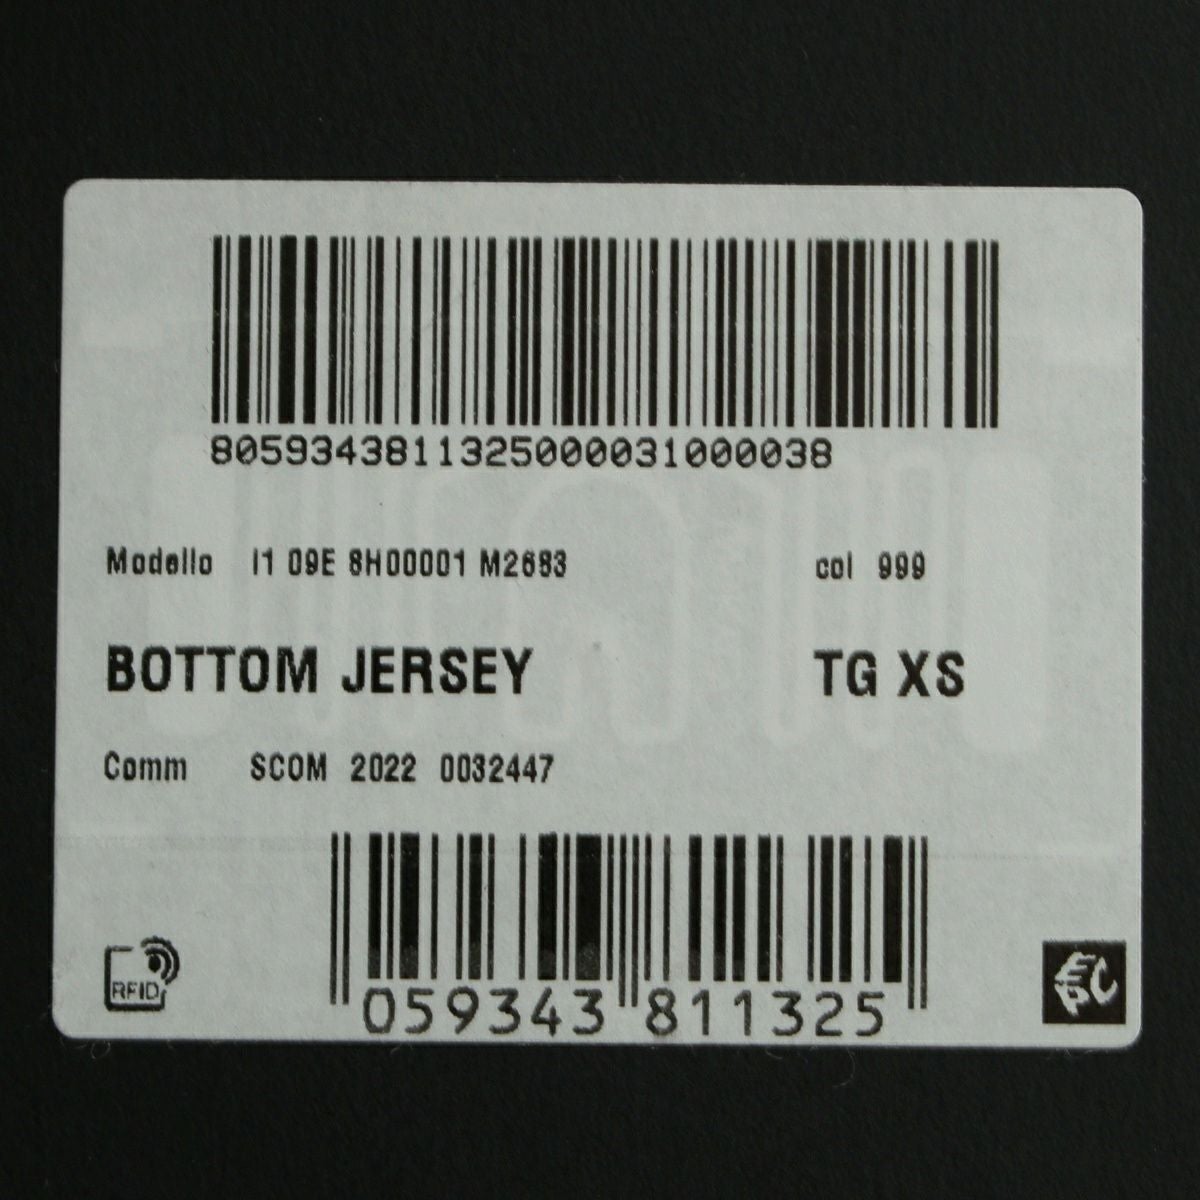 8059343811325000031000038
Modello I1 09E 8H00001 M2683 col 999
BOTTOM JERSEY TG XS
Comm SCOM 2022 0032447
RFID
059343 811325
EPC